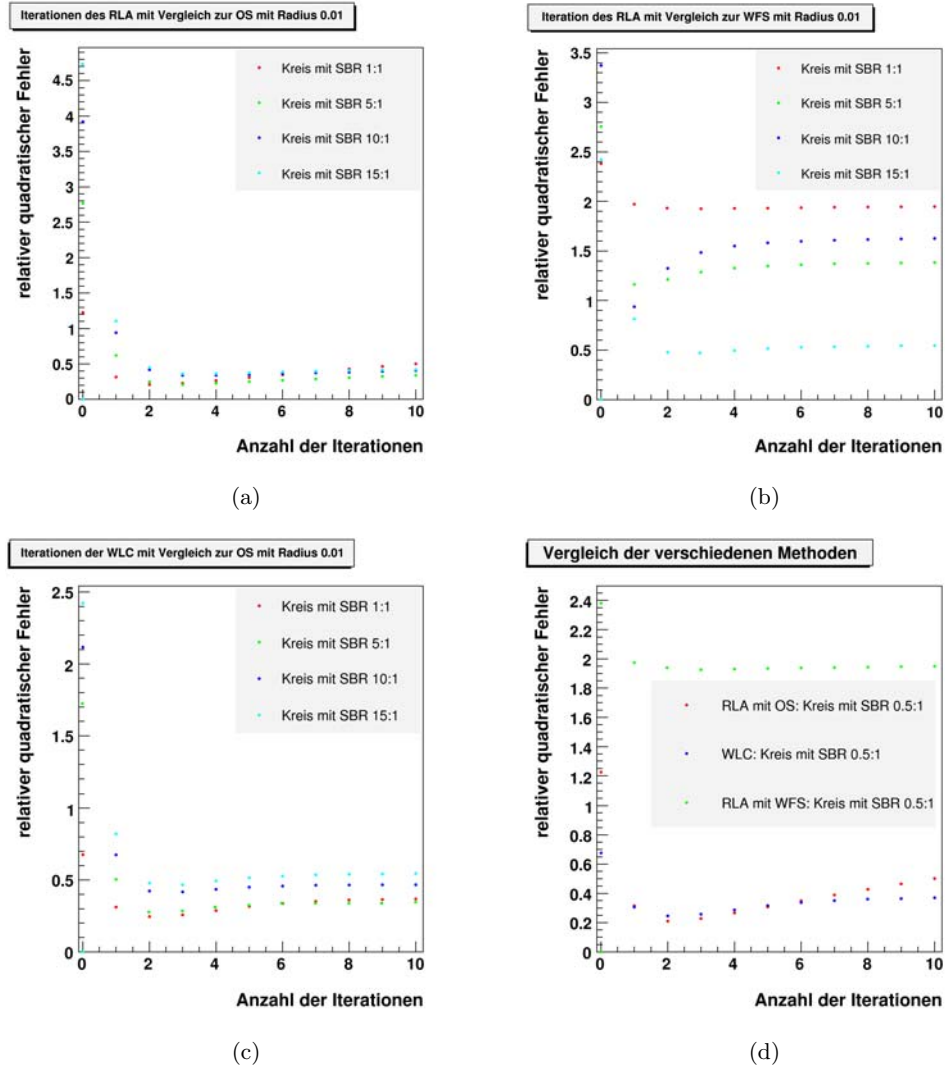 Iterationen des RLA mit Vergleich zur OS mit Radius 0.01
relativer quadratischer Fehler
4.5
4
3.5
3
2.5
2
1.5
1
0.5
0
Kreis mit SBR 1:1
Kreis mit SBR 5:1
Kreis mit SBR 10:1
Kreis mit SBR 15:1
0 2 4 6 8 10
Anzahl der Iterationen
(a)
Iteration des RLA mit Vergleich zur WFS mit Radius 0.01
relativer quadratischer Fehler
3.5
3
2.5
2
1.5
1
0.5
0
Kreis mit SBR 1:1
Kreis mit SBR 5:1
Kreis mit SBR 10:1
Kreis mit SBR 15:1
0 2 4 6 8 10
Anzahl der Iterationen
(b)
Iterationen der WLC mit Vergleich zur OS mit Radius 0.01
relativer quadratischer Fehler
2.5
2
1.5
1
0.5
0
Kreis mit SBR 1:1
Kreis mit SBR 5:1
Kreis mit SBR 10:1
Kreis mit SBR 15:1
0 2 4 6 8 10
Anzahl der Iterationen
(c)
Vergleich der verschiedenen Methoden
relativer quadratischer Fehler
2.4
2.2
2
1.8
1.6
1.4
1.2
1
0.8
0.6
0.4
0.2
0
RLA mit OS: Kreis mit SBR 0.5:1
WLC: Kreis mit SBR 0.5:1
RLA mit WFS: Kreis mit SBR 0.5:1
0 2 4 6 8 10
Anzahl der Iterationen
(d)